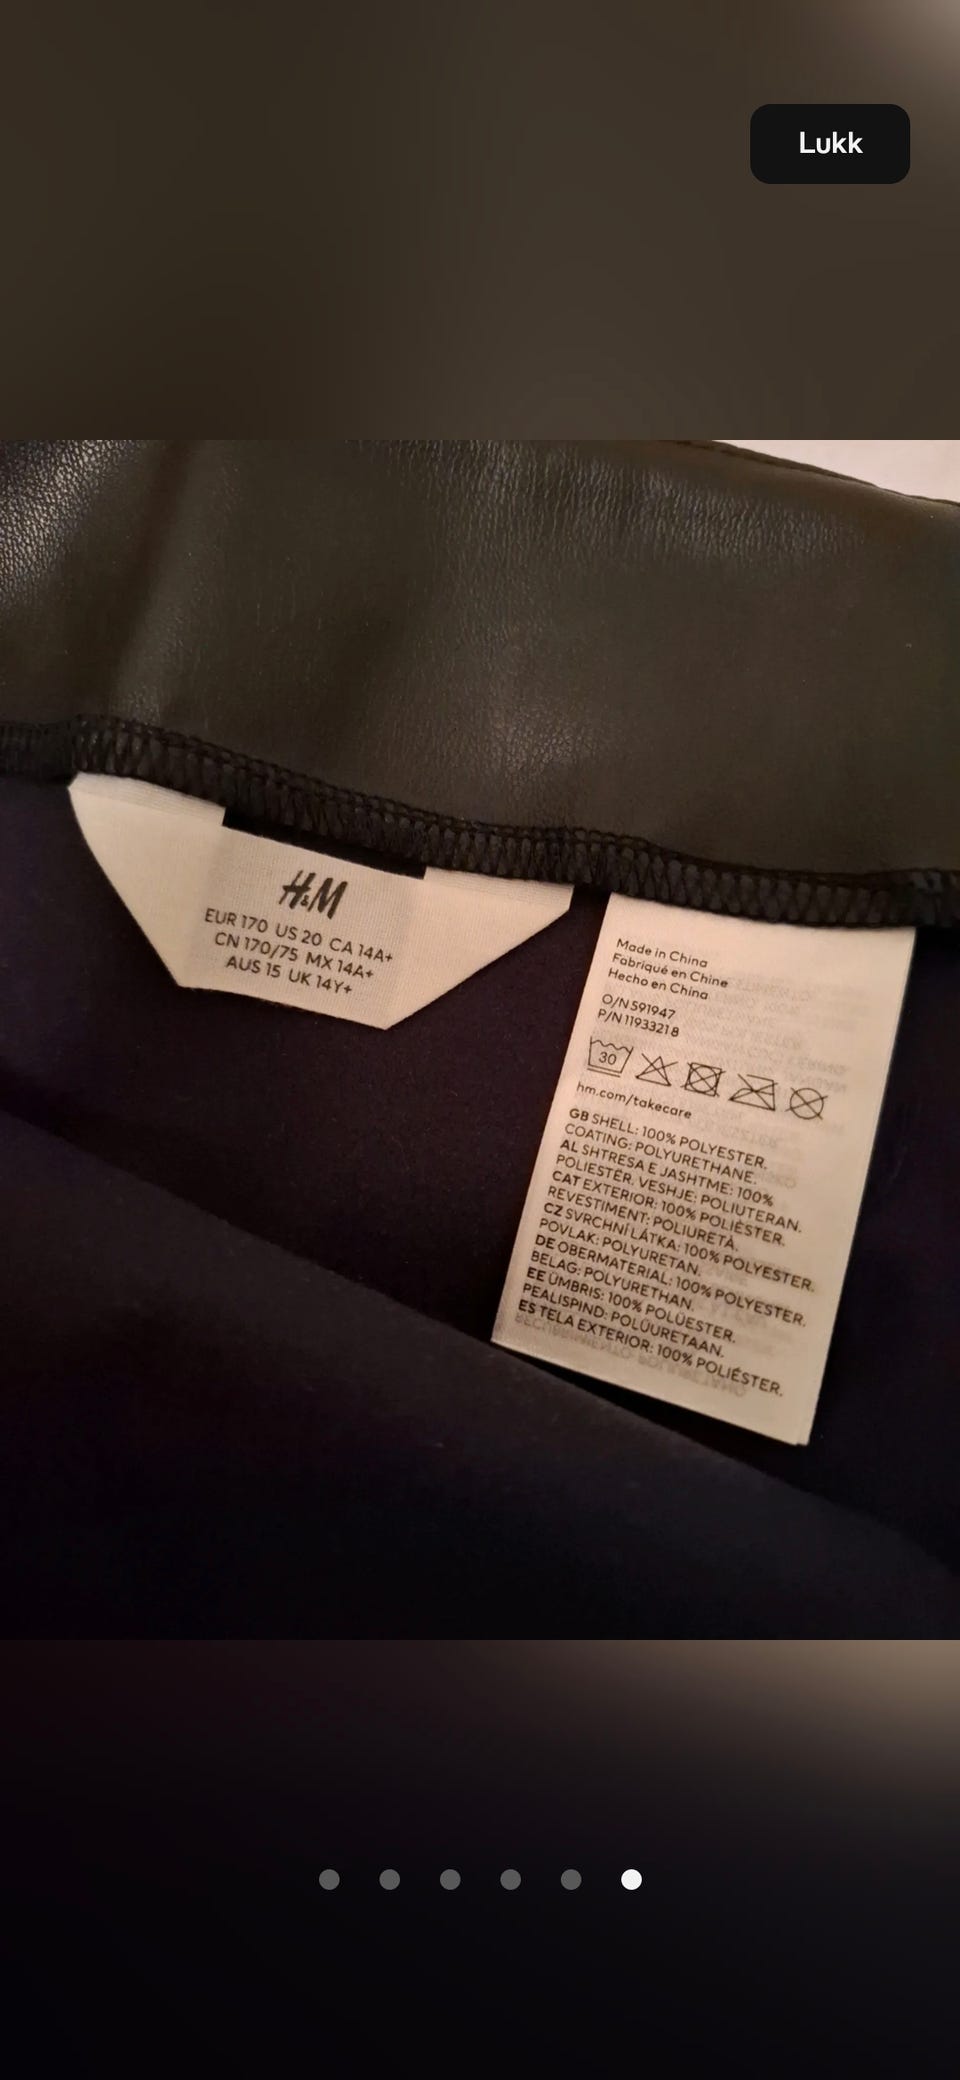 Lukk
H&M
EUR 170 US 20 CA 14A+
CN 170/75 MX 14A+
AUS 15 UK 14Y+
Made in China
Fabriqué en Chine
Hecho en China
O/N 591947
P/N 1193321 8
30
hm.com/takecare
GB SHELL: 100% POLYESTER.
COATING: POLYURETHANE.
AL SHTRESA E JASHTME: 100%
POLIESTËR. VESHJE: POLIUTERAN.
CAT EXTERIOR: 100% POLIÈSTER.
REVESTIMENT: POLIURETÀ.
CZ SVRCHNÍ LÁTKA: 100% POLYESTER.
POVLAK: POLYURETAN.
DE OBERMATERIAL: 100% POLYESTER.
BELAG: POLYURETHAN.
EE ÜMBRIS: 100% POLÜESTER.
PEALISPIND: POLÜURETAAN.
ES TELA EXTERIOR: 100% POLIÉSTER.